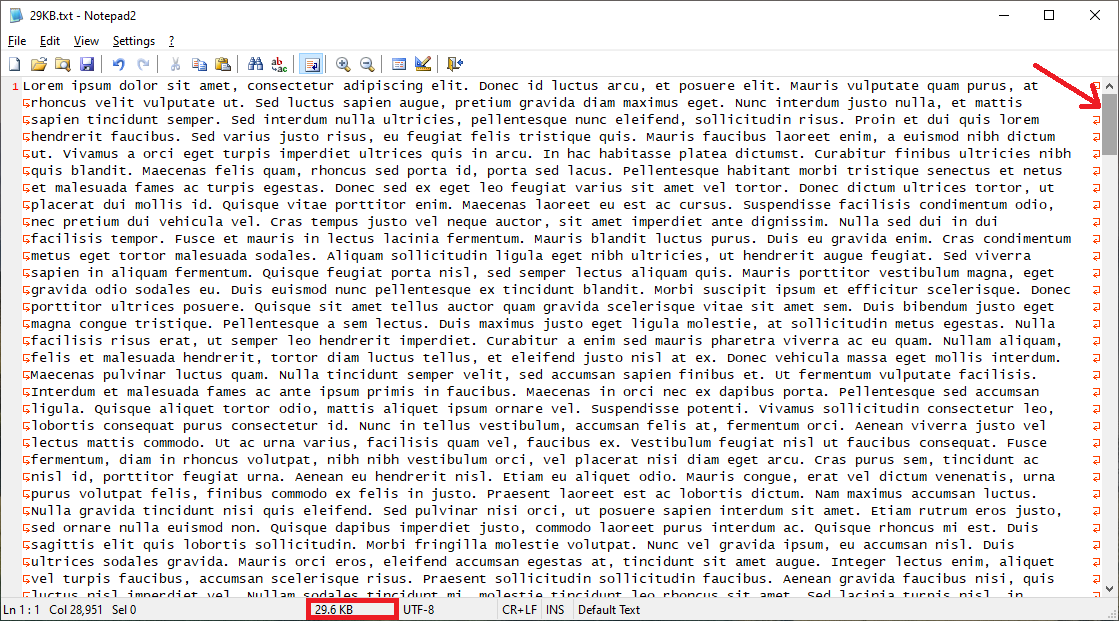 29KB.txt - Notepad2
File Edit View Settings ?
1 Lorem ipsum dolor sit amet, consectetur adipiscing elit. Donec id luctus arcu, et posuere elit. Mauris vulputate quam purus, at
rhoncus velit vulputate ut. Sed luctus sapien augue, pretium gravida diam maximus eget. Nunc interdum justo nulla, et mattis
sapien tincidunt semper. Sed interdum nulla ultricies, pellentesque nunc eleifend, sollicitudin risus. Proin et dui quis lorem
hendrerit faucibus. Sed varius justo risus, eu feugiat felis tristique quis. Mauris faucibus laoreet enim, a euismod nibh dictum
ut. Vivamus a orci eget turpis imperdiet ultrices quis in arcu. In hac habitasse platea dictumst. Curabitur finibus ultricies nibh
quis blandit. Maecenas felis quam, rhoncus sed porta id, porta sed lacus. Pellentesque habitant morbi tristique senectus et netus
et malesuada fames ac turpis egestas. Donec sed ex eget leo feugiat varius sit amet vel tortor. Donec dictum ultrices tortor, ut
placerat dui mollis id. Quisque vitae porttitor enim. Maecenas laoreet eu est ac cursus. Suspendisse facilisis condimentum odio,
nec pretium dui vehicula vel. Cras tempus justo vel neque auctor, sit amet imperdiet ante dignissim. Nulla sed dui in dui
facilisis tempor. Fusce et mauris in lectus lacinia fermentum. Mauris blandit luctus purus. Duis eu gravida enim. Cras condimentum
metus eget tortor malesuada sodales. Aliquam sollicitudin ligula eget nibh ultricies, ut hendrerit augue feugiat. Sed viverra
sapien in aliquam fermentum. Quisque feugiat porta nisl, sed semper lectus aliquam quis. Mauris porttitor vestibulum magna, eget
gravida odio sodales eu. Duis euismod nunc pellentesque ex tincidunt blandit. Morbi suscipit ipsum et efficitur scelerisque. Donec
porttitor ultrices posuere. Quisque sit amet tellus auctor quam gravida scelerisque vitae sit amet sem. Duis bibendum justo eget
magna congue tristique. Pellentesque a sem lectus. Duis maximus justo eget ligula molestie, at sollicitudin metus egestas. Nulla
facilisis risus erat, ut semper leo hendrerit imperdiet. Curabitur a enim sed mauris pharetra viverra ac eu quam. Nullam aliquam,
felis et malesuada hendrerit, tortor diam luctus tellus, et eleifend justo nisl at ex. Donec vehicula massa eget mollis interdum.
Maecenas pulvinar luctus quam. Nulla tincidunt semper velit, sed accumsan sapien finibus et. Ut fermentum vulputate facilisis.
Interdum et malesuada fames ac ante ipsum primis in faucibus. Maecenas in orci nec ex dapibus porta. Pellentesque sed accumsan
ligula. Quisque aliquet tortor odio, mattis aliquet ipsum ornare vel. Suspendisse potenti. Vivamus sollicitudin consectetur leo,
lobortis consequat purus consectetur id. Nunc in tellus vestibulum, accumsan felis at, fermentum orci. Aenean viverra justo vel
lectus mattis commodo. Ut ac urna varius, facilisis quam vel, faucibus ex. Vestibulum feugiat nisl ut faucibus consequat. Fusce
fermentum, diam in rhoncus volutpat, nibh nibh vestibulum orci, vel placerat nisi diam eget arcu. Cras purus sem, tincidunt ac
nisl id, porttitor feugiat urna. Aenean eu hendrerit nisl. Etiam eu aliquet odio. Mauris congue, erat vel dictum venenatis, urna
purus volutpat felis, finibus commodo ex felis in justo. Praesent laoreet est ac lobortis dictum. Nam maximus accumsan luctus.
Nulla gravida tincidunt nisi quis eleifend. Sed pulvinar nisi orci, ut posuere sapien interdum sit amet. Etiam rutrum eros justo,
sed ornare nulla euismod non. Quisque dapibus imperdiet justo, commodo laoreet purus interdum ac. Quisque rhoncus mi est. Duis
sagittis elit quis lobortis sollicitudin. Morbi fringilla molestie volutpat. Nunc vel gravida ipsum, eu accumsan nisl. Duis
ultrices sodales gravida. Mauris orci eros, eleifend accumsan egestas at, tincidunt sit amet augue. Integer lectus enim, aliquet
vel turpis faucibus, accumsan scelerisque risus. Praesent sollicitudin sollicitudin faucibus. Aenean gravida faucibus nisi, quis
luctus nisl imperdiet vel. Nullam sodales tincidunt mi, molestie tincidunt leo rhoncus sit amet. Sed lacinia turpis nisl, in
Ln 1 : 1 Col 28,951 Sel 0 29.6 KB UTF-8 CR+LF INS Default Text